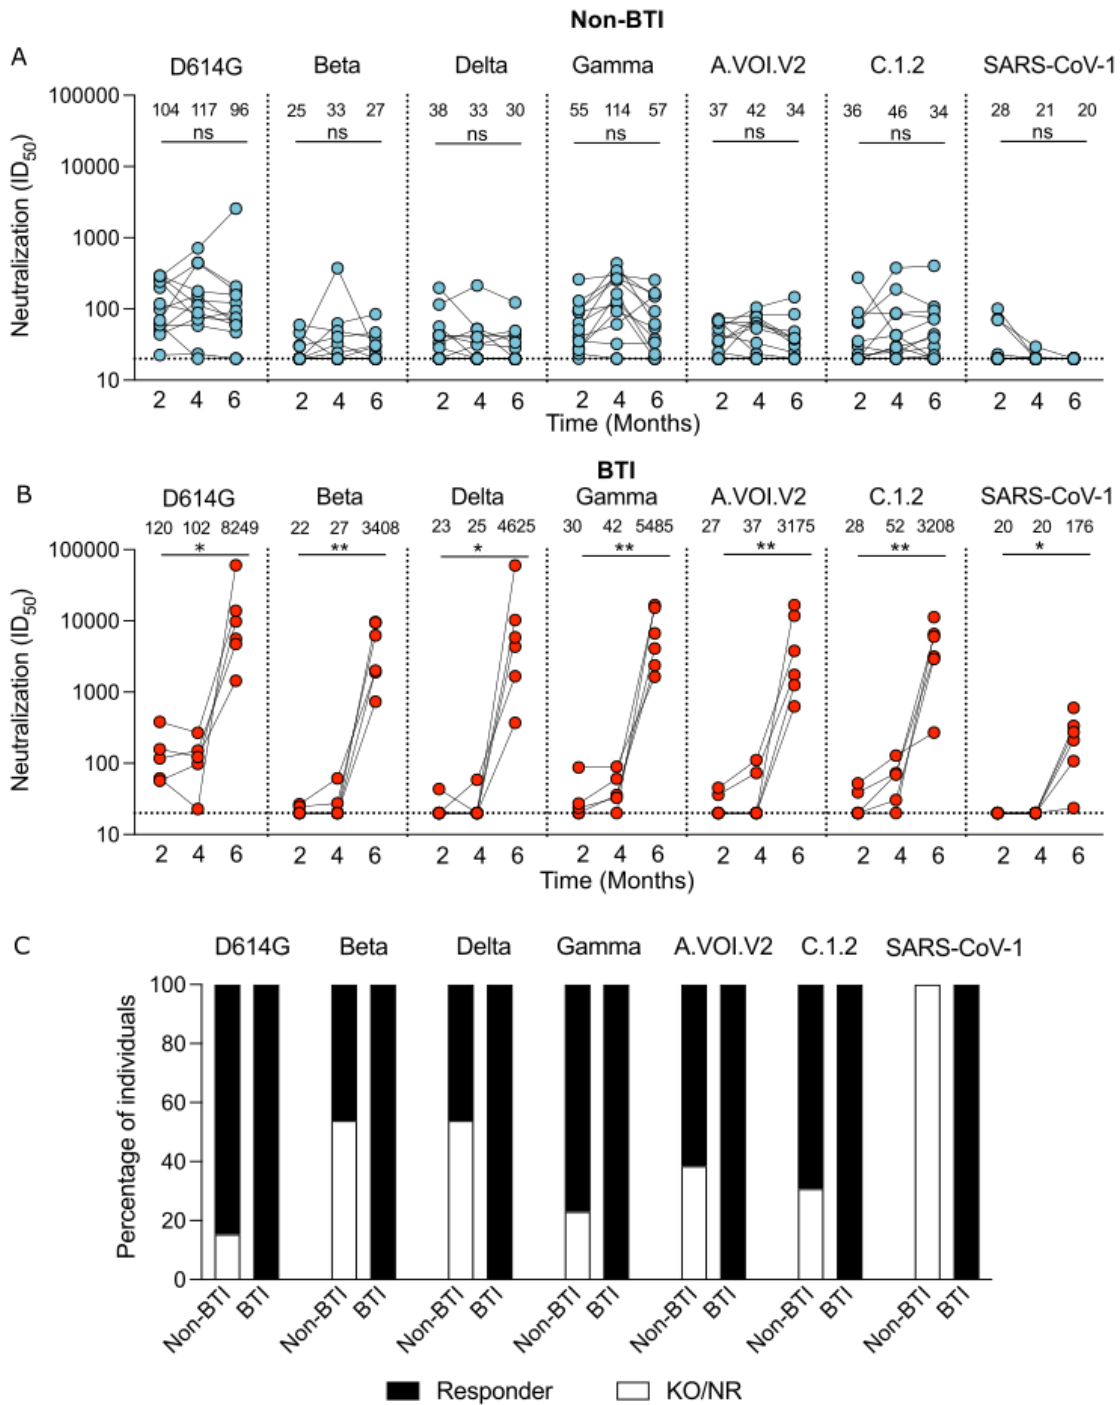 Non-BTI
A
D614G Beta Delta Gamma A.VOI.V2 C.1.2 SARS-CoV-1
100000 104 117 96 25 33 27 38 33 30 55 114 57 37 42 34 36 46 34 28 21 20
ns ns ns ns ns ns ns
10000
1000
100
10
Neutralization (ID50)
2 4 6 2 4 6 2 4 6 2 4 6 2 4 6 2 4 6 2 4 6
Time (Months)
BTI
B
D614G Beta Delta Gamma A.VOI.V2 C.1.2 SARS-CoV-1
120 102 8249 22 27 3408 23 25 4625 30 42 5485 27 37 3175 28 52 3208 20 20 176
100000 * ** * ** ** ** *
10000
1000
100
10
Neutralization (ID50)
2 4 6 2 4 6 2 4 6 2 4 6 2 4 6 2 4 6 2 4 6
Time (Months)
C
D614G Beta Delta Gamma A.VOI.V2 C.1.2 SARS-CoV-1
100
80
60
40
20
0
Percentage of individuals
Non-BTI BTI Non-BTI BTI Non-BTI BTI Non-BTI BTI Non-BTI BTI Non-BTI BTI Non-BTI BTI
Responder KO/NR